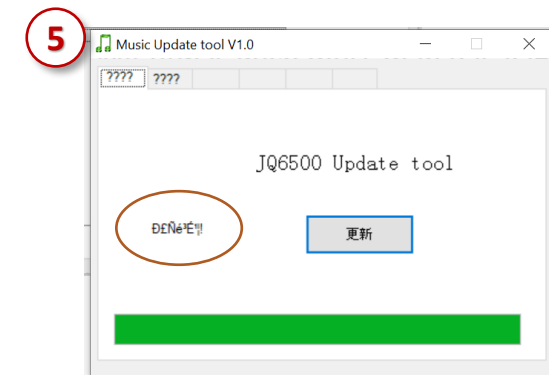 5
Music Update tool V1.0
???? ????
JQ6500 Update tool
Ð£Ñé³É¹¦!
更新